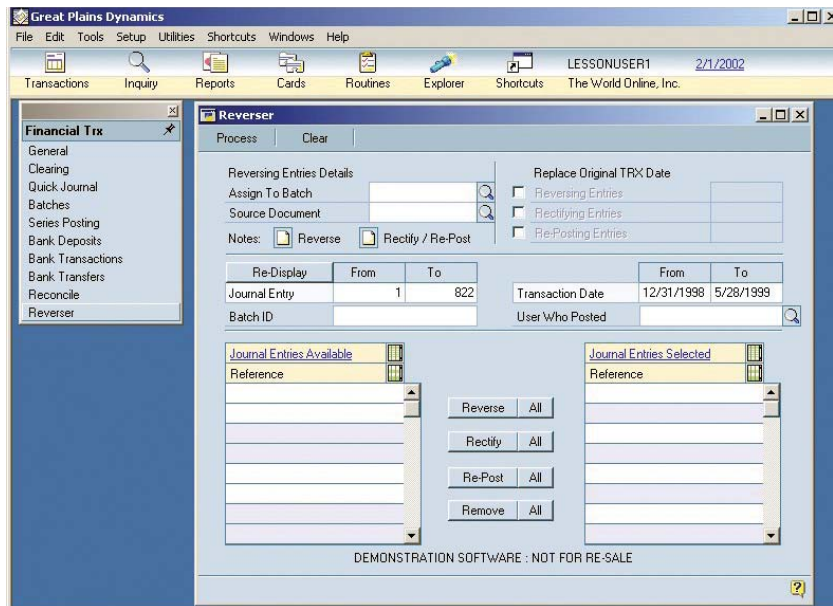 Great Plains Dynamics
File Edit Tools Setup Utilities Shortcuts Windows Help
Transactions Inquiry Reports Cards Routines Explorer Shortcuts
LESSONUSER1 2/1/2002
The World Online, Inc.
Financial Trx
General
Clearing
Quick Journal
Batches
Series Posting
Bank Deposits
Bank Transactions
Bank Transfers
Reconcile
Reverser
Reverser
Process Clear
Reversing Entries Details
Assign To Batch
Source Document
Notes: Reverse Rectify / Re-Post
Replace Original TRX Date
Reversing Entries
Rectifying Entries
Re-Posting Entries
Re-Display From To
Journal Entry 1 822
Batch ID
From To
Transaction Date 12/31/1998 5/28/1999
User Who Posted
Journal Entries Available
Reference
Reverse All
Rectify All
Re-Post All
Remove All
Journal Entries Selected
Reference
DEMONSTRATION SOFTWARE : NOT FOR RE-SALE